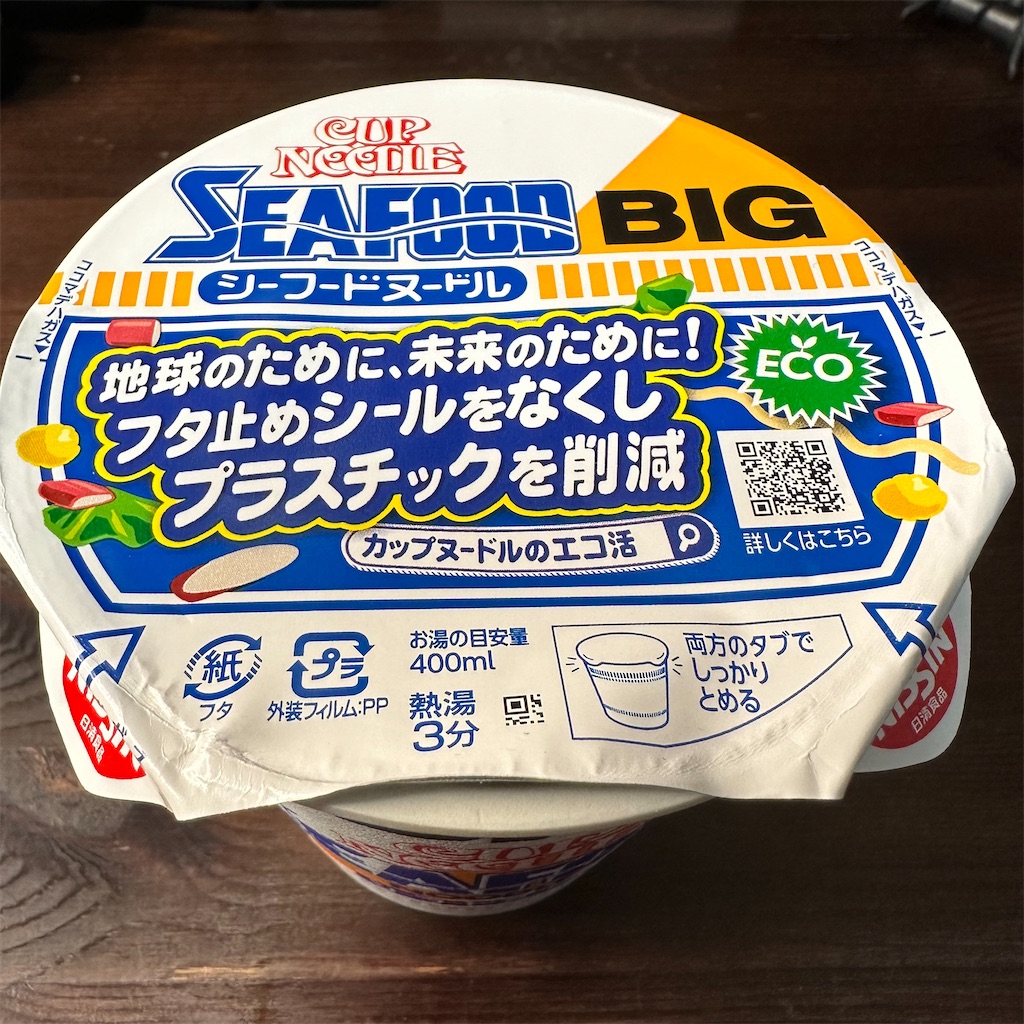 CUP
NOODLE
SEAFOOD BIG
シーフードヌードル
ココマデハガス▼
ココマデハガス▼
地球のために、未来のために!
フタ止めシールをなくし
プラスチックを削減
ECO
詳しくはこちら
カップヌードルのエコ活
紙
フタ
プラ
外装フィルム:PP
お湯の目安量
400ml
熱湯
3分
両方のタブで
しっかり
とめる
NISSIN
日清食品
NISSIN
日清食品